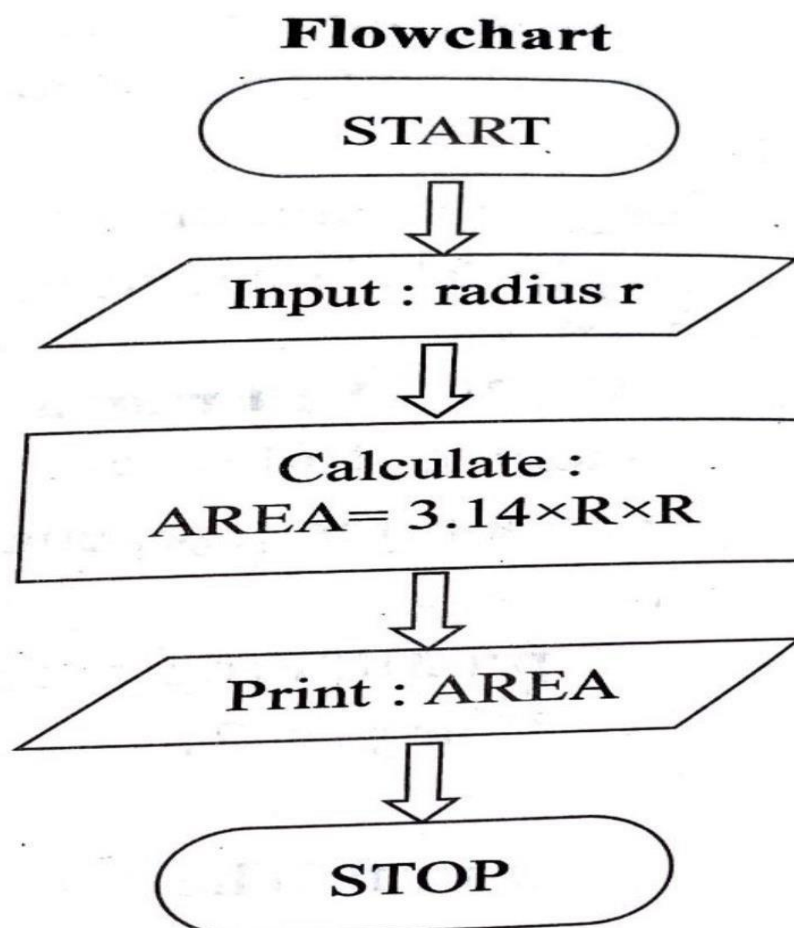 Flowchart
START
Input : radius r
Calculate :
AREA= 3.14×R×R
Print : AREA
STOP